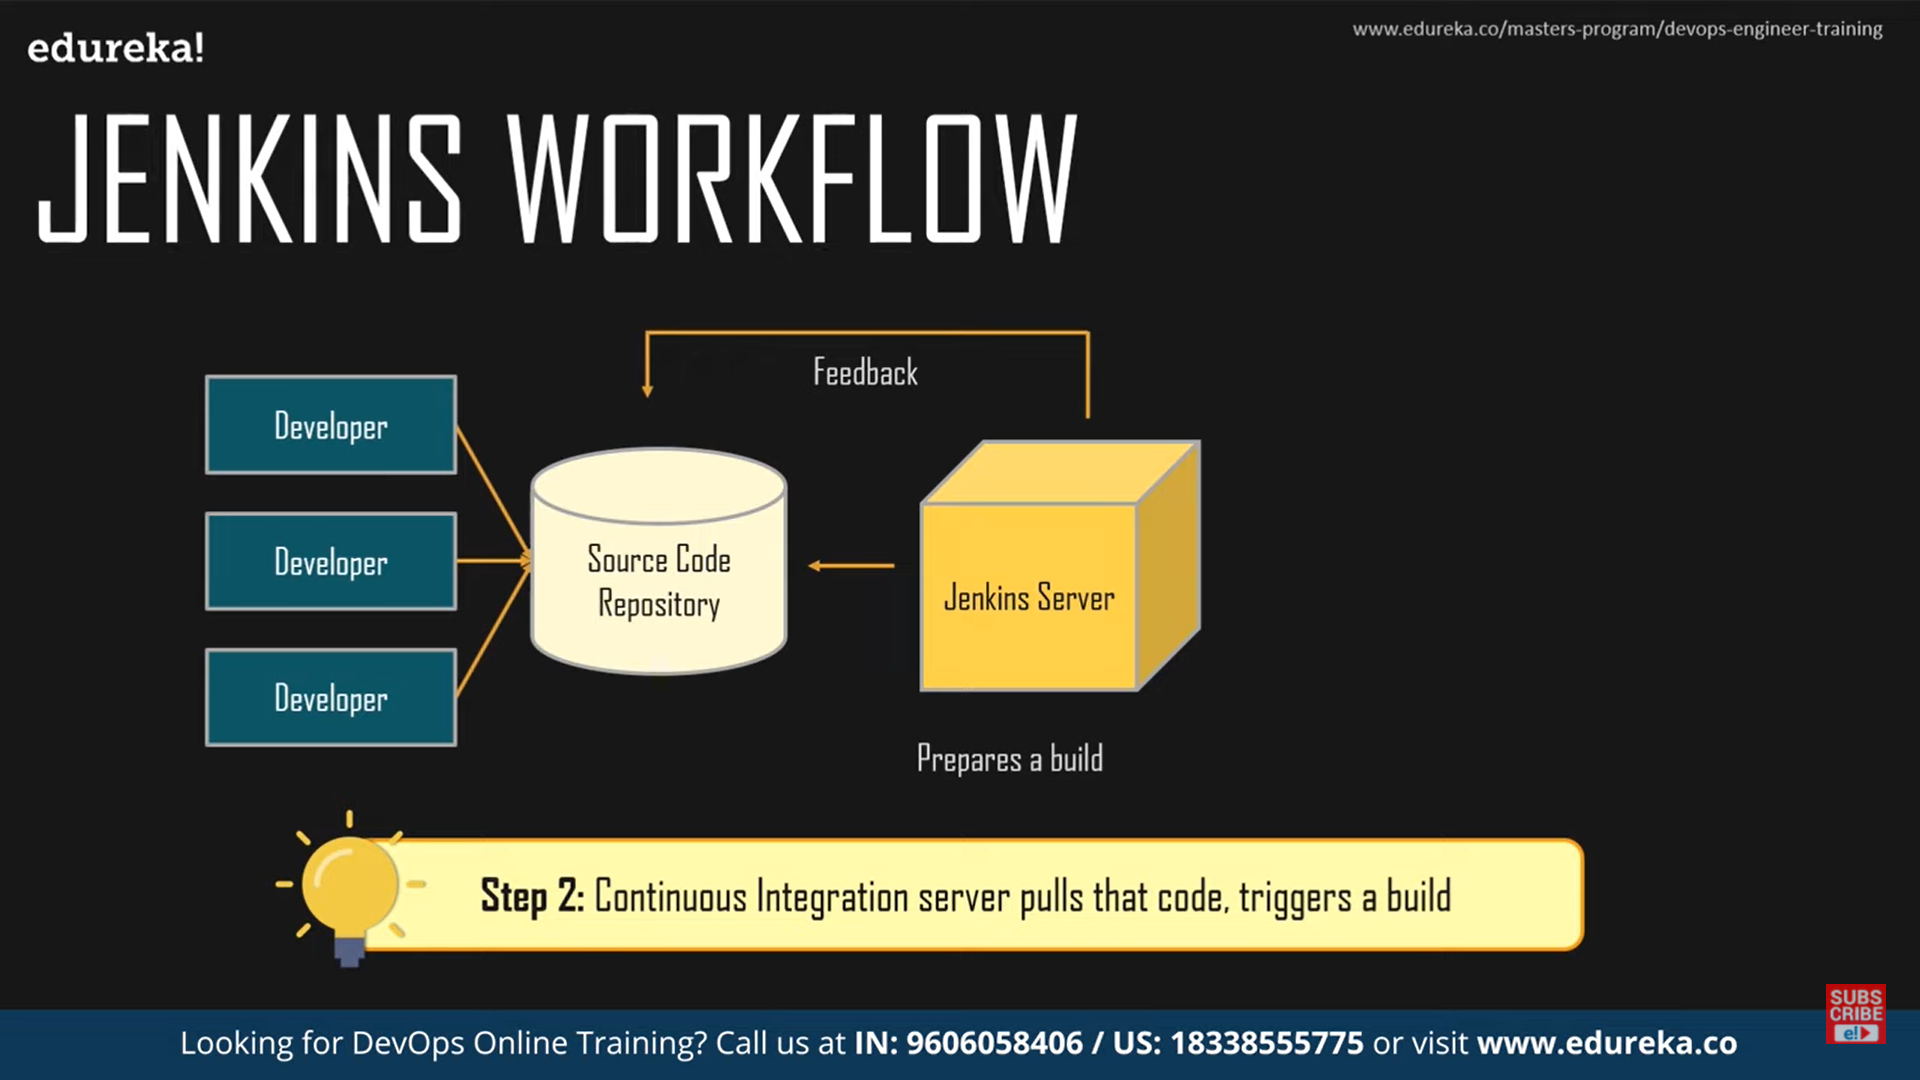 edureka!
www.edureka.co/masters-program/devops-engineer-training
JENKINS WORKFLOW
Feedback
Developer
Developer
Developer
Source Code
Repository
Jenkins Server
Prepares a build
Step 2: Continuous Integration server pulls that code, triggers a build
SUBS
CRIBE
e!
Looking for DevOps Online Training? Call us at IN: 9606058406 / US: 18338555775 or visit www.edureka.co